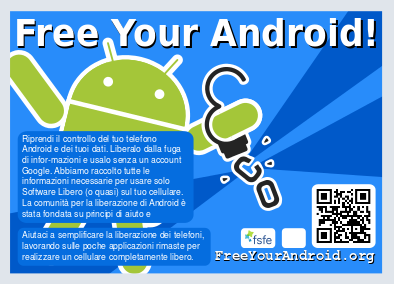 Free Your Android!
Riprendi il controllo del tuo telefono
Android e dei tuoi dati. Liberalo dalla fuga
di infor-mazioni e usalo senza un account
Google. Abbiamo raccolto tutte le
informazioni necessarie per usare solo
Software Libero (o quasi) sul tuo cellulare.
La comunità per la liberazione di Android è
stata fondata su principi di aiuto e
Aiutaci a semplificare la liberazione dei telefoni,
lavorando sulle poche applicazioni rimaste per
realizzare un cellulare completamente libero.
fsfe
FreeYourAndroid.org